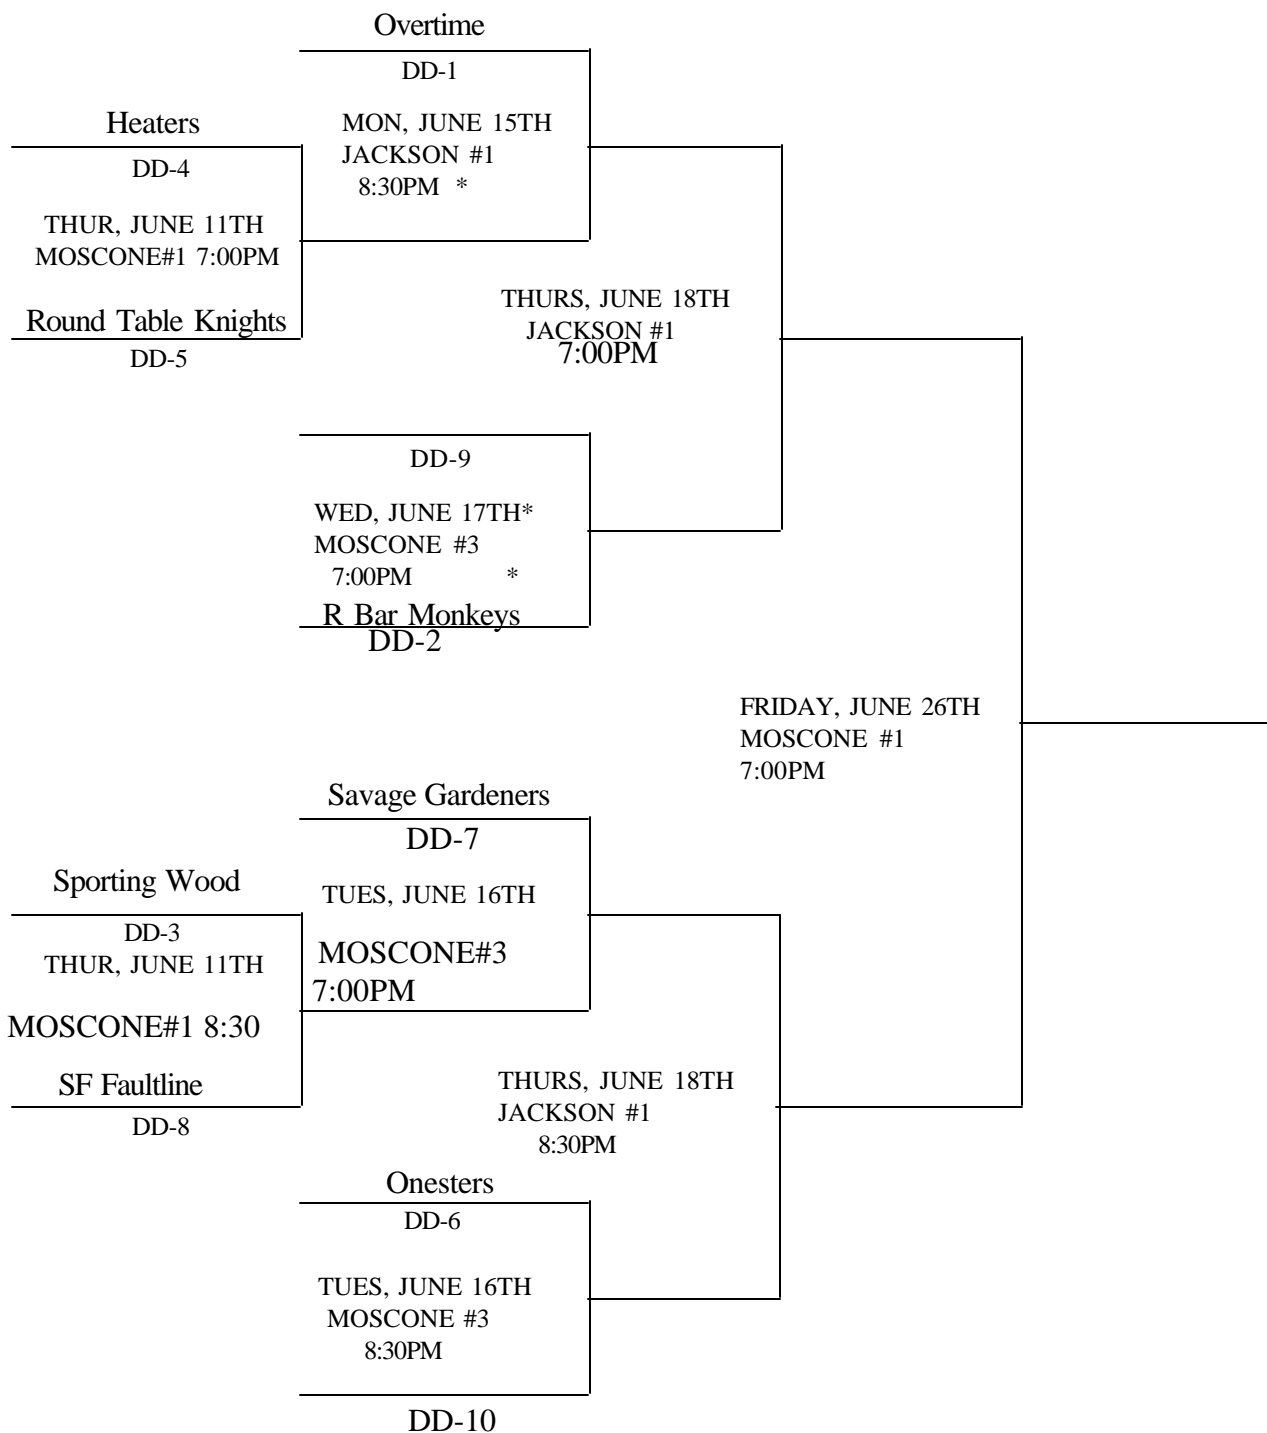 Overtime
DD-1
MON, JUNE 15TH
JACKSON #1
8:30PM *
Heaters
DD-4
THUR, JUNE 11TH
MOSCONE#1 7:00PM
Round Table Knights
DD-5
THURS, JUNE 18TH
JACKSON #1
7:00PM
DD-9
WED, JUNE 17TH*
MOSCONE #3
7:00PM *
R Bar Monkeys
DD-2
FRIDAY, JUNE 26TH
MOSCONE #1
7:00PM
Savage Gardeners
DD-7
TUES, JUNE 16TH
MOSCONE#3
7:00PM
Sporting Wood
DD-3
THUR, JUNE 11TH
MOSCONE#1 8:30
SF Faultline
DD-8
THURS, JUNE 18TH
JACKSON #1
8:30PM
Onesters
DD-6
TUES, JUNE 16TH
MOSCONE #3
8:30PM
DD-10